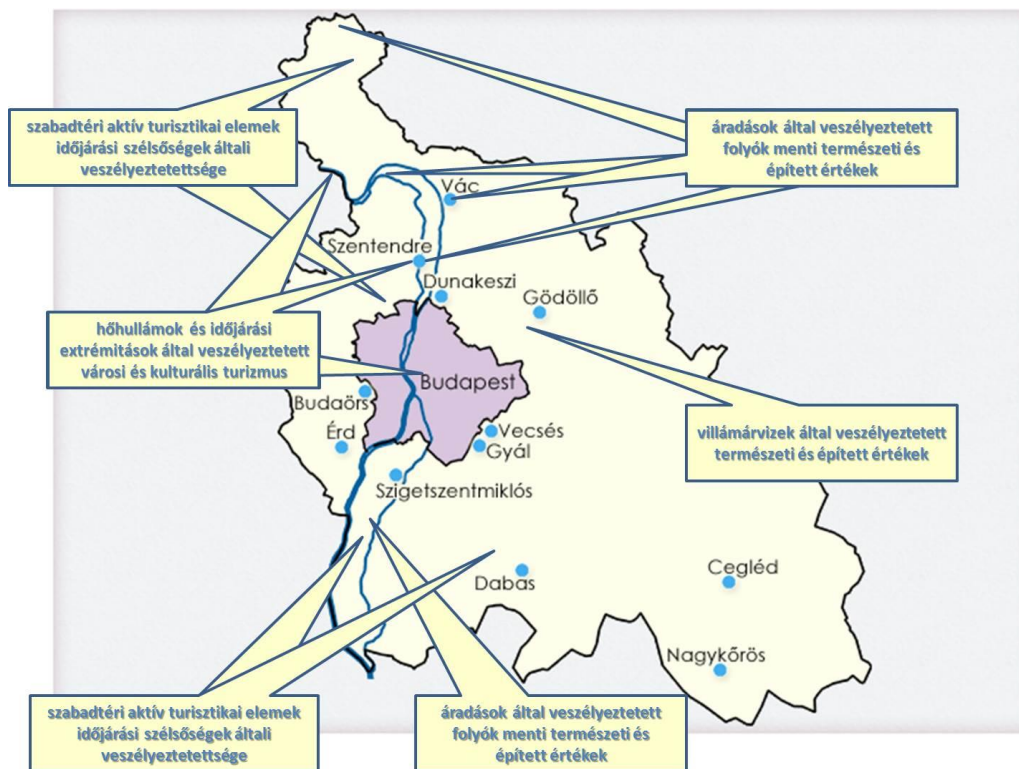 szabadtéri aktív turisztikai elemek
időjárási szélsőségek általi
veszélyeztetettsége
áradások által veszélyeztetett
folyók menti természeti és
épített értékek
Vác
Szentendre
Dunakeszi
Gödöllő
hőhullámok és időjárási
extrémitások által veszélyeztetett
városi és kulturális turizmus
Budapest
Budaörs
Érd
Vecsés
Gyál
villámárvizek által veszélyeztetett
természeti és épített értékek
Szigetszentmiklós
Dabas
Cegléd
Nagykőrös
szabadtéri aktív turisztikai elemek
időjárási szélsőségek általi
veszélyeztetettsége
áradások által veszélyeztetett
folyók menti természeti és
épített értékek